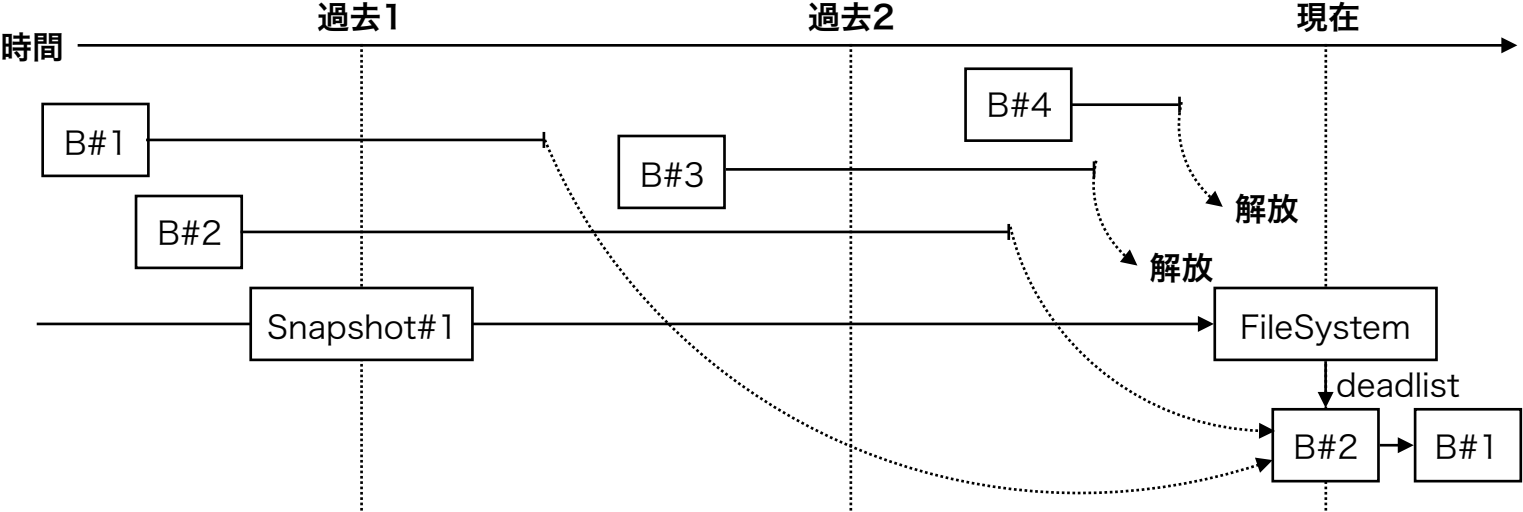 過去1
過去2
現在
時間
B#4
B#1
B#3
解放
B#2
解放
Snapshot#1
FileSystem
deadlist
B#2
B#1